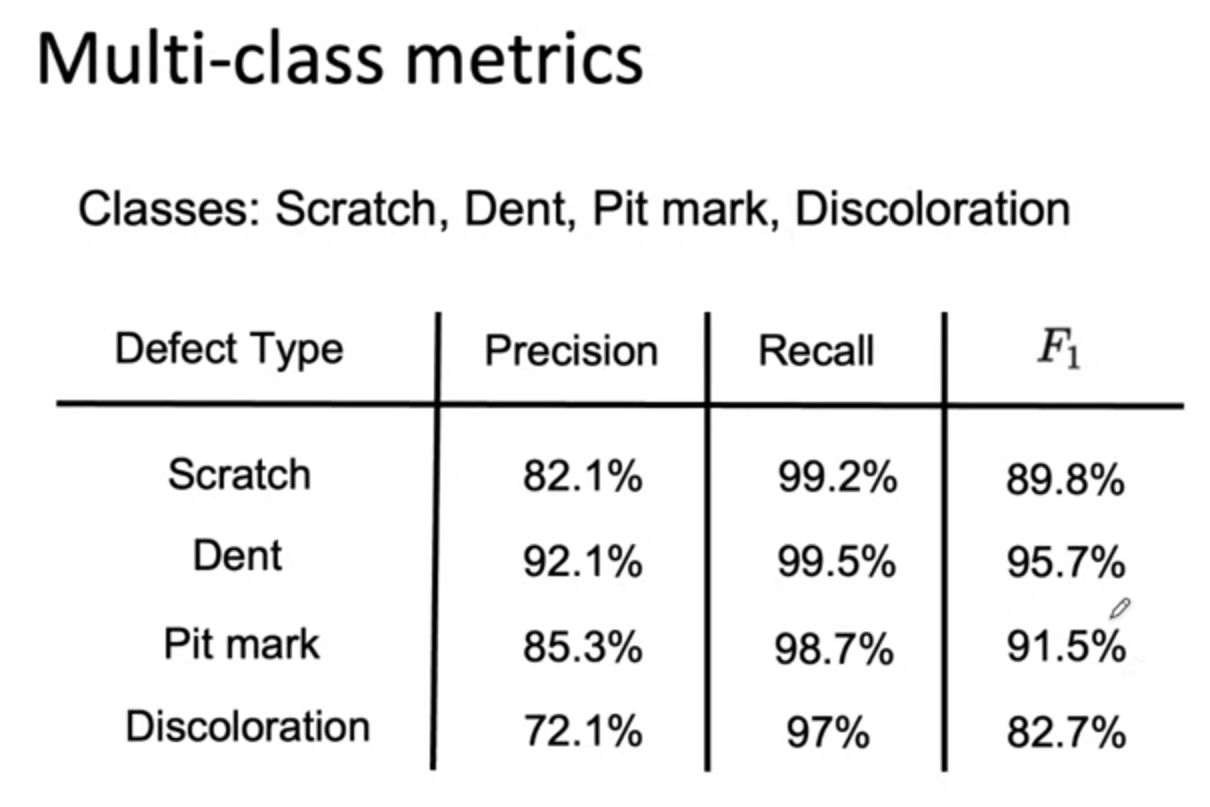 Multi-class metrics
Classes: Scratch, Dent, Pit mark, Discoloration
Defect Type Precision Recall F₁
Scratch 82.1% 99.2% 89.8%
Dent 92.1% 99.5% 95.7%
Pit mark 85.3% 98.7% 91.5%
Discoloration 72.1% 97% 82.7%